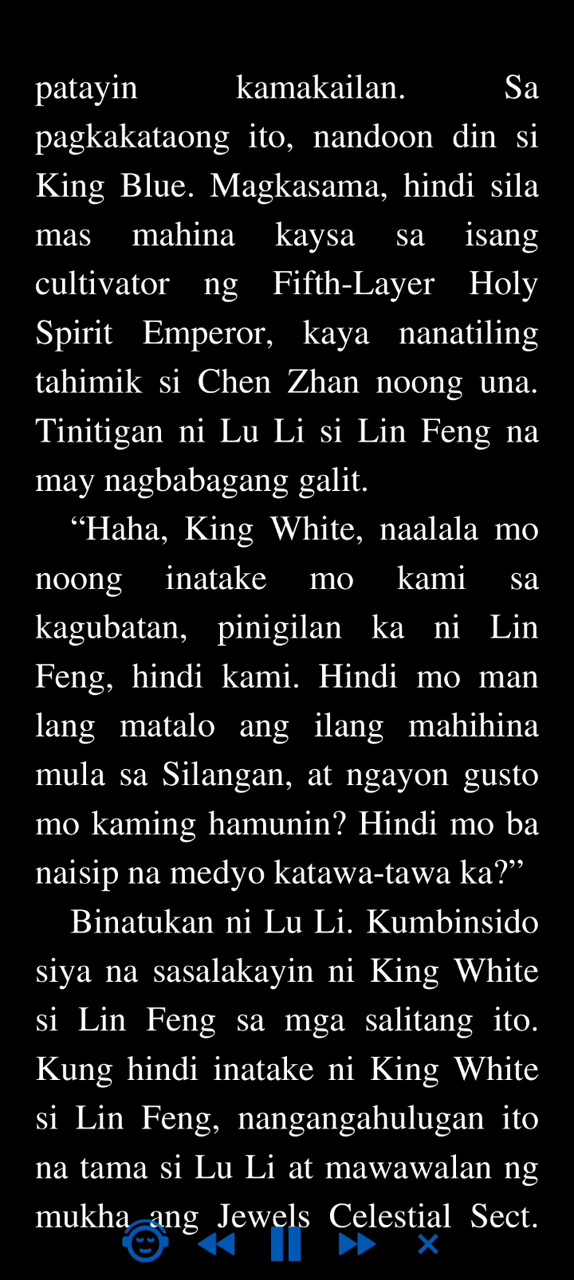 patayin kamakailan. Sa
pagkakataong ito, nandoon din si
King Blue. Magkasama, hindi sila
mas mahina kaysa sa isang
cultivator ng Fifth-Layer Holy
Spirit Emperor, kaya nanatiling
tahimik si Chen Zhan noong una.
Tinitigan ni Lu Li si Lin Feng na
may nagbabagang galit.
“Haha, King White, naalala mo
noong inatake mo kami sa
kagubatan, pinigilan ka ni Lin
Feng, hindi kami. Hindi mo man
lang matalo ang ilang mahihina
mula sa Silangan, at ngayon gusto
mo kaming hamunin? Hindi mo ba
naisip na medyo katawa-tawa ka?”
Binatukan ni Lu Li. Kumbinsido
siya na sasalakayin ni King White
si Lin Feng sa mga salitang ito.
Kung hindi inatake ni King White
si Lin Feng, nangangahulugan ito
na tama si Lu Li at mawawalan ng
mukha ang Jewels Celestial Sect.